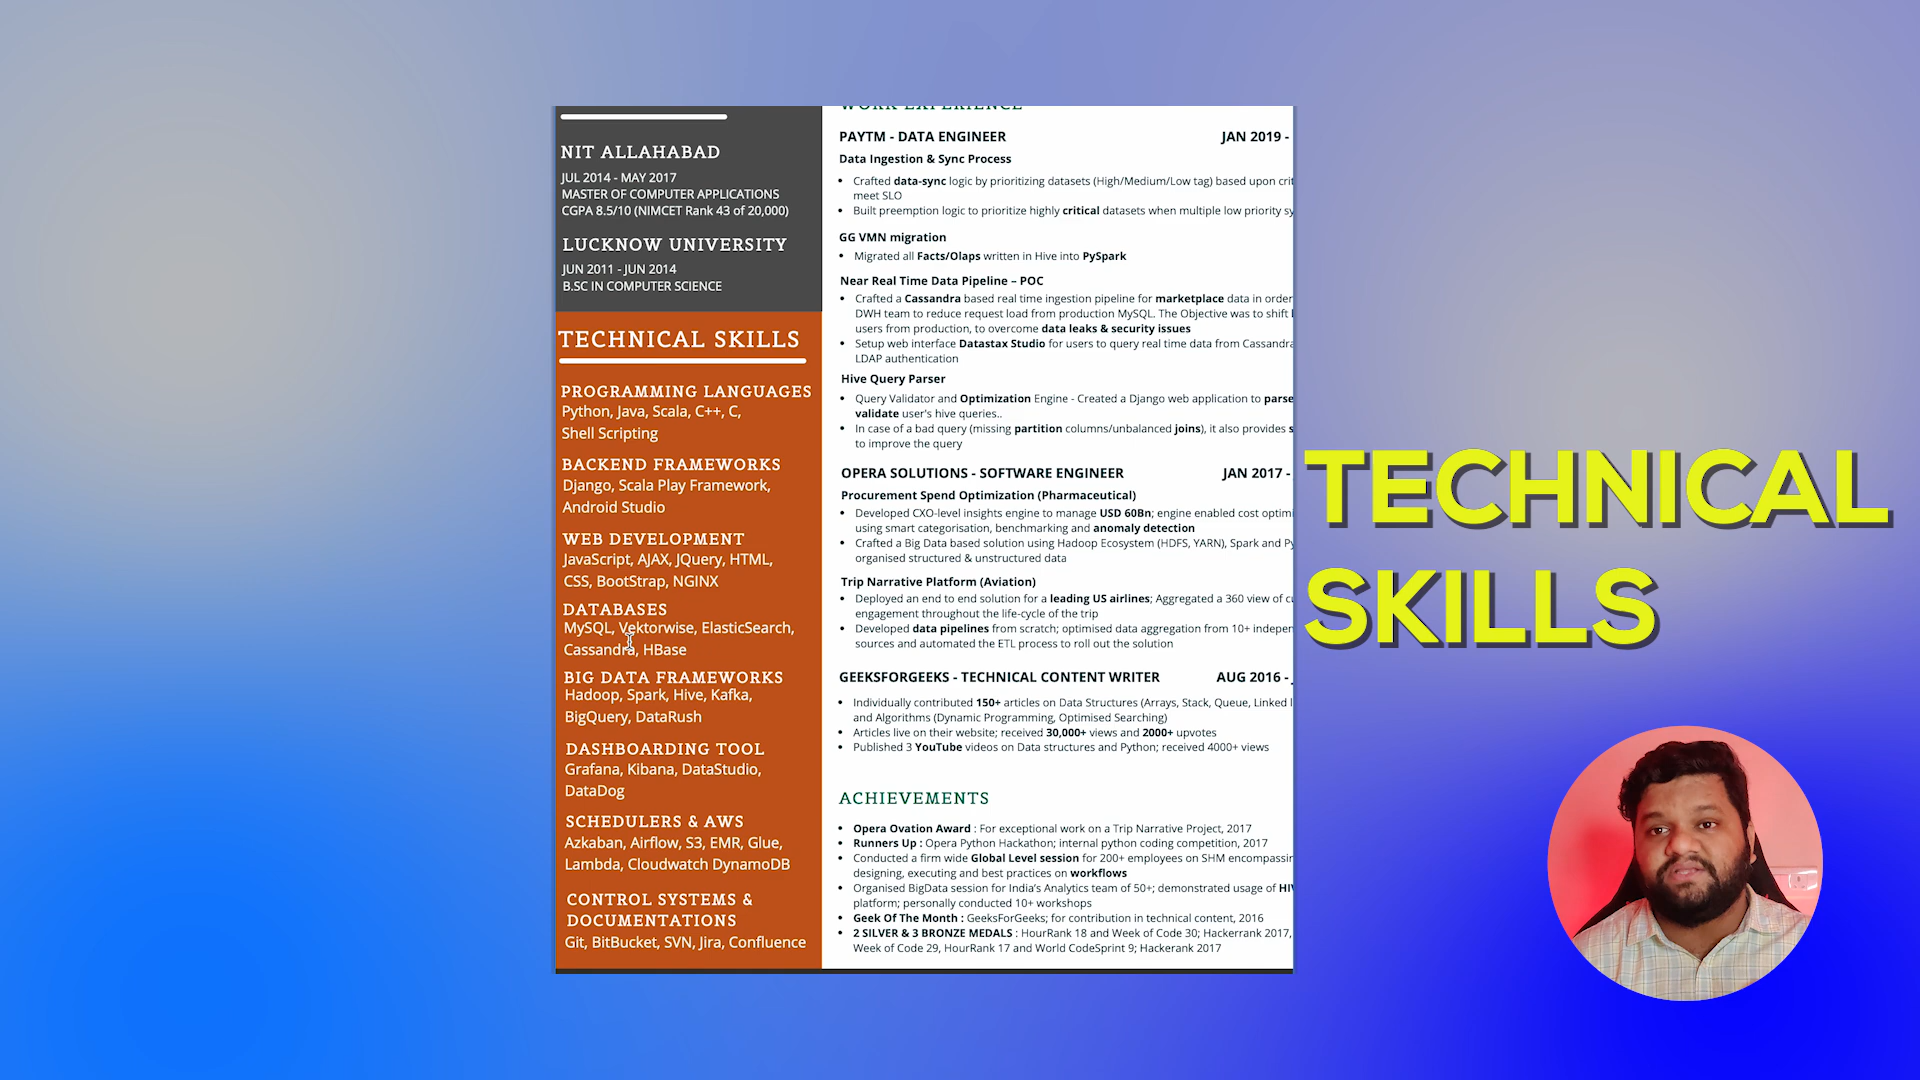 NIT ALLAHABAD
JUL 2014 - MAY 2017
MASTER OF COMPUTER APPLICATIONS
CGPA 8.5/10 (NIMCET Rank 43 of 20,000)
LUCKNOW UNIVERSITY
JUN 2011 - JUN 2014
B.SC IN COMPUTER SCIENCE
TECHNICAL SKILLS
PROGRAMMING LANGUAGES
Python, Java, Scala, C++, C,
Shell Scripting
BACKEND FRAMEWORKS
Django, Scala Play Framework,
Android Studio
WEB DEVELOPMENT
JavaScript, AJAX, JQuery, HTML,
CSS, BootStrap, NGINX
DATABASES
MySQL, Vektorwise, ElasticSearch,
Cassandra, HBase
BIG DATA FRAMEWORKS
Hadoop, Spark, Hive, Kafka,
BigQuery, DataRush
DASHBOARDING TOOL
Grafana, Kibana, DataStudio,
DataDog
SCHEDULERS & AWS
Azkaban, Airflow, S3, EMR, Glue,
Lambda, Cloudwatch DynamoDB
CONTROL SYSTEMS &
DOCUMENTATIONS
Git, BitBucket, SVN, Jira, Confluence
WORK EXPERIENCE
PAYTM - DATA ENGINEER JAN 2019 -
Data Ingestion & Sync Process
• Crafted data-sync logic by prioritizing datasets (High/Medium/Low tag) based upon
meet SLO
• Built preemption logic to prioritize highly critical datasets when multiple low priority
GG VMN migration
• Migrated all Facts/Olaps written in Hive into PySpark
Near Real Time Data Pipeline – POC
• Crafted a Cassandra based real time ingestion pipeline for marketplace data in order
DWH team to reduce request load from production MySQL. The Objective was to shift
users from production, to overcome data leaks & security issues
• Setup web interface Datastax Studio for users to query real time data from Cassandra
LDAP authentication
Hive Query Parser
• Query Validator and Optimization Engine - Created a Django web application to parse
validate user's hive queries..
• In case of a bad query (missing partition columns/unbalanced joins), it also provides
to improve the query
OPERA SOLUTIONS - SOFTWARE ENGINEER JAN 2017 -
Procurement Spend Optimization (Pharmaceutical)
• Developed CXO-level insights engine to manage USD 60Bn; engine enabled cost
using smart categorisation, benchmarking and anomaly detection
• Crafted a Big Data based solution using Hadoop Ecosystem (HDFS, YARN), Spark and
organised structured & unstructured data
Trip Narrative Platform (Aviation)
• Deployed an end to end solution for a leading US airlines; Aggregated a 360 view of
engagement throughout the life-cycle of the trip
• Developed data pipelines from scratch; optimised data aggregation from 10+
sources and automated the ETL process to roll out the solution
GEEKSFORGEEKS - TECHNICAL CONTENT WRITER AUG 2016 -
• Individually contributed 150+ articles on Data Structures (Arrays, Stack, Queue, Linked
and Algorithms (Dynamic Programming, Optimised Searching)
• Articles live on their website; received 30,000+ views and 2000+ upvotes
• Published 3 YouTube videos on Data structures and Python; received 4000+ views
ACHIEVEMENTS
• Opera Ovation Award : For exceptional work on a Trip Narrative Project, 2017
• Runners Up : Opera Python Hackathon; internal python coding competition, 2017
• Conducted a firm wide Global Level session for 200+ employees on SHM
designing, executing and best practices on workflows
• Organised BigData session for India's Analytics team of 50+; demonstrated usage of
platform; personally conducted 10+ workshops
• Geek Of The Month : GeeksForGeeks; for contribution in technical content, 2016
• 2 SILVER & 3 BRONZE MEDALS : HourRank 18 and Week of Code 30; Hackerrank 2017,
Week of Code 29, HourRank 17 and World CodeSprint 9; Hackerank 2017
TECHNICAL
SKILLS